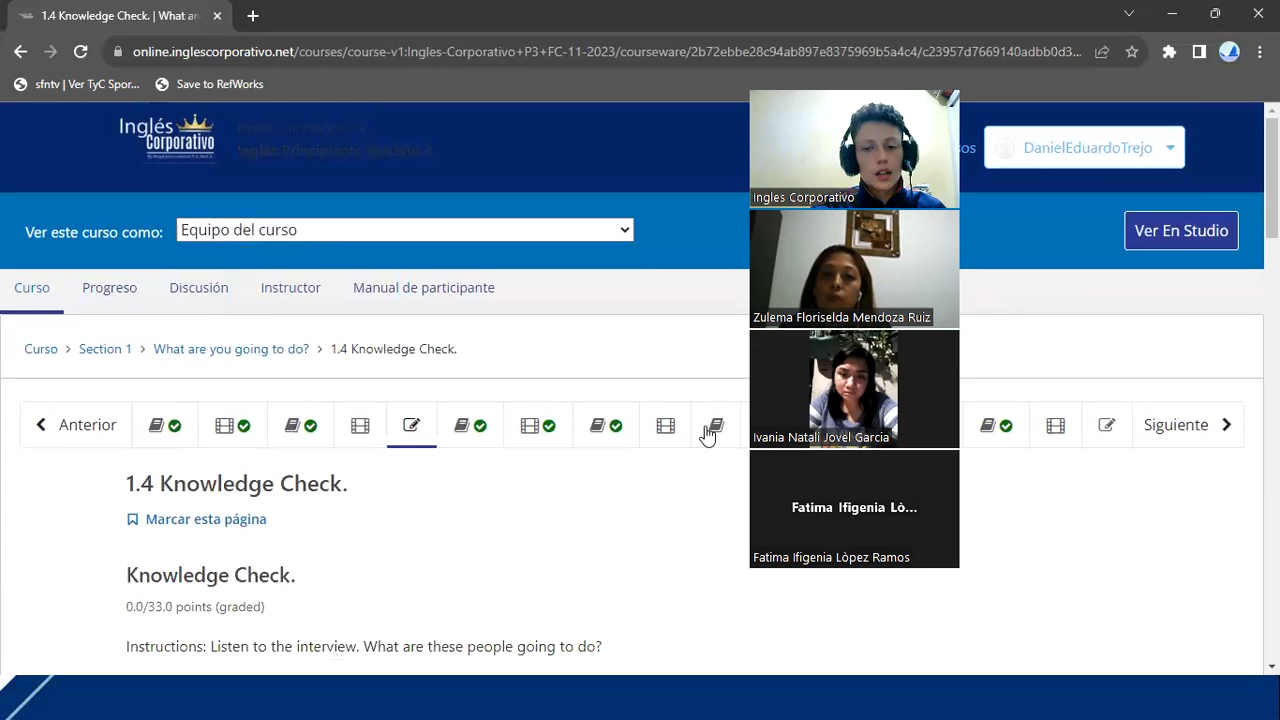 1.4 Knowledge Check. | What ar
online.inglescorporativo.net/courses/course-v1:Ingles-Corporativo+P3+FC-11-2023/courseware/2b72ebbe28c94ab897e8375969b5a4c4/c23957d7669140adbb0d3...
sfntv | Ver TyC Spor...
Save to RefWorks
Inglés
Corporativo
Inglés Principiante Módulo 3
sos
DanielEduardoTrejo
Ver este curso como:
Equipo del curso
Ver En Studio
Curso
Progreso
Discusión
Instructor
Manual de participante
Curso > Section 1 > What are you going to do? > 1.4 Knowledge Check.
Anterior
Siguiente
1.4 Knowledge Check.
Marcar esta página
Knowledge Check.
0.0/33.0 points (graded)
Instructions: Listen to the interview. What are these people going to do?
Ingles Corporativo
Zulema Floriselda Mendoza Ruiz
Ivania Natali Jovel Garcia
Fatima Ifigenia Lò...
Fatima Ifigenia Lòpez Ramos